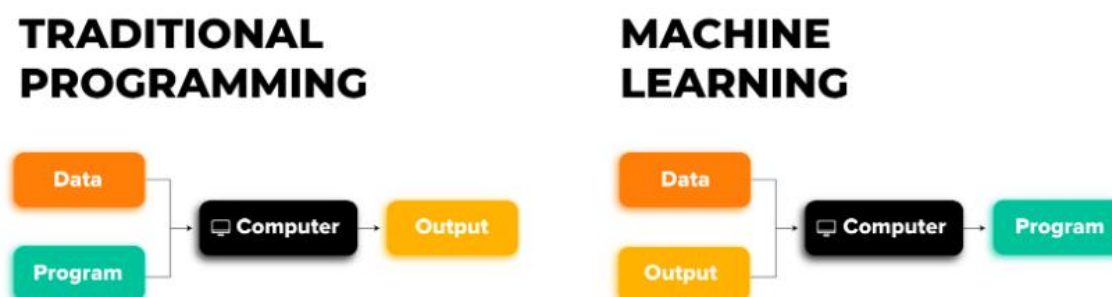 TRADITIONAL
PROGRAMMING
Data
Program
Computer
Output
MACHINE
LEARNING
Data
Output
Computer
Program